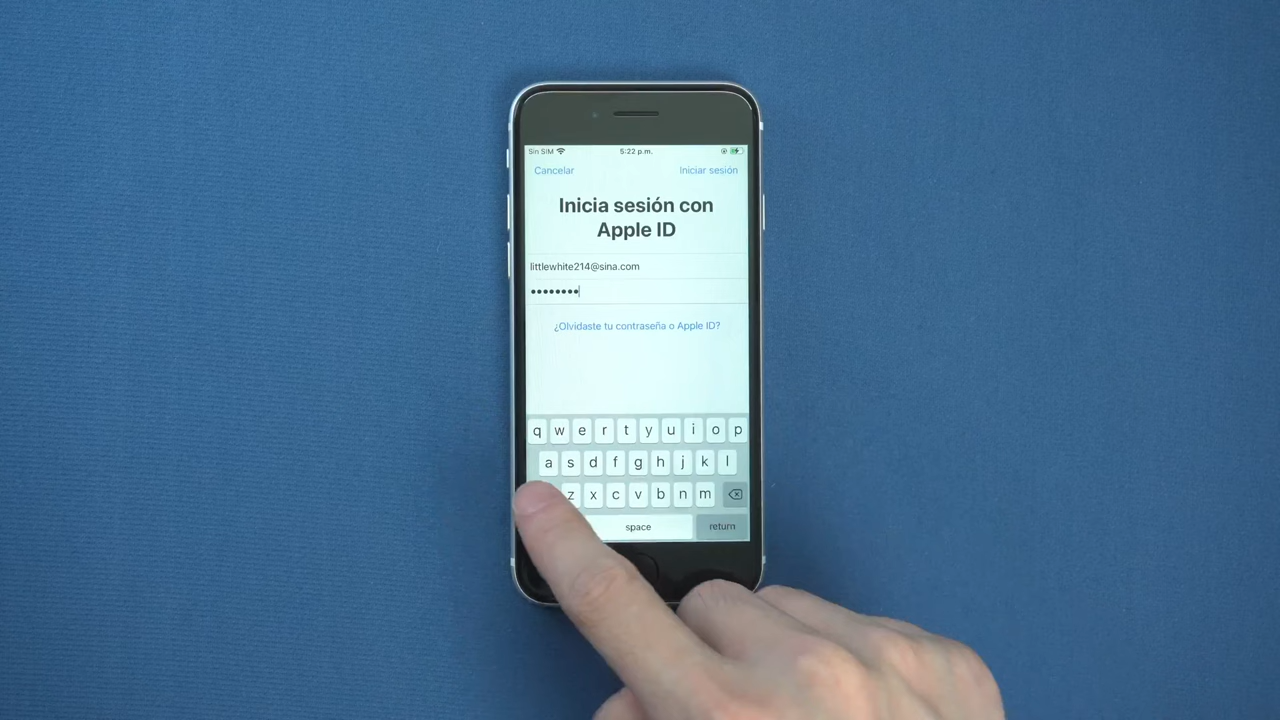 Sin SIM
5:22 p.m.
Cancelar
Iniciar sesión
Inicia sesión con
Apple ID
littlewhite214@sina.com
••••••••
¿Olvidaste tu contraseña o Apple ID?
q w e r t y u i o p
a s d f g h j k l
z x c v b n m
space
return